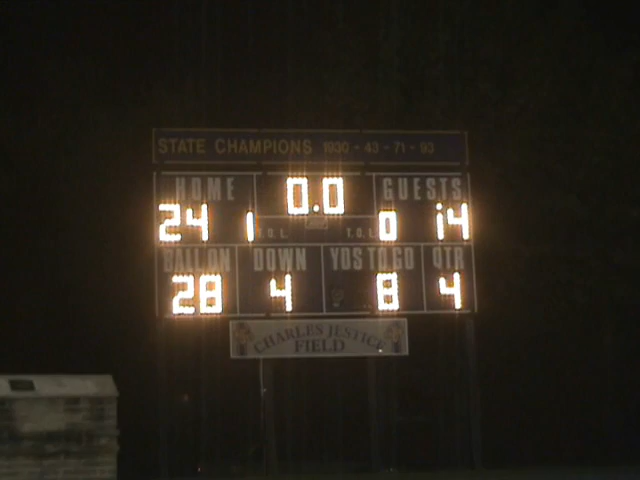 STATE CHAMPIONS 1930 - 43 - 71 - 93
HOME 0.0 GUESTS
24 1 T.O.L. T.O.L. 0 14
BALL ON DOWN YDS TO GO QTR
28 4 8 4
CHARLES JESTICE
FIELD